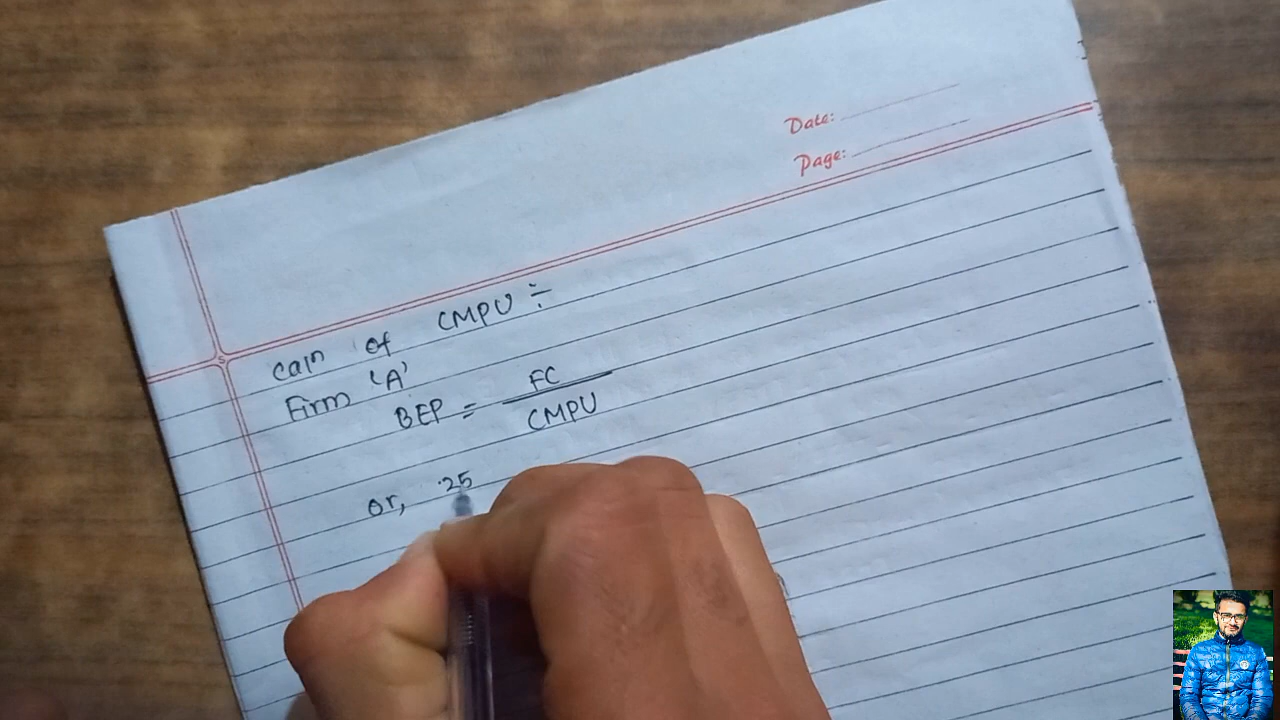 Date:
Page:
caln of CMPU ÷
Firm 'A'
BEP = FC / CMPU
or, 25